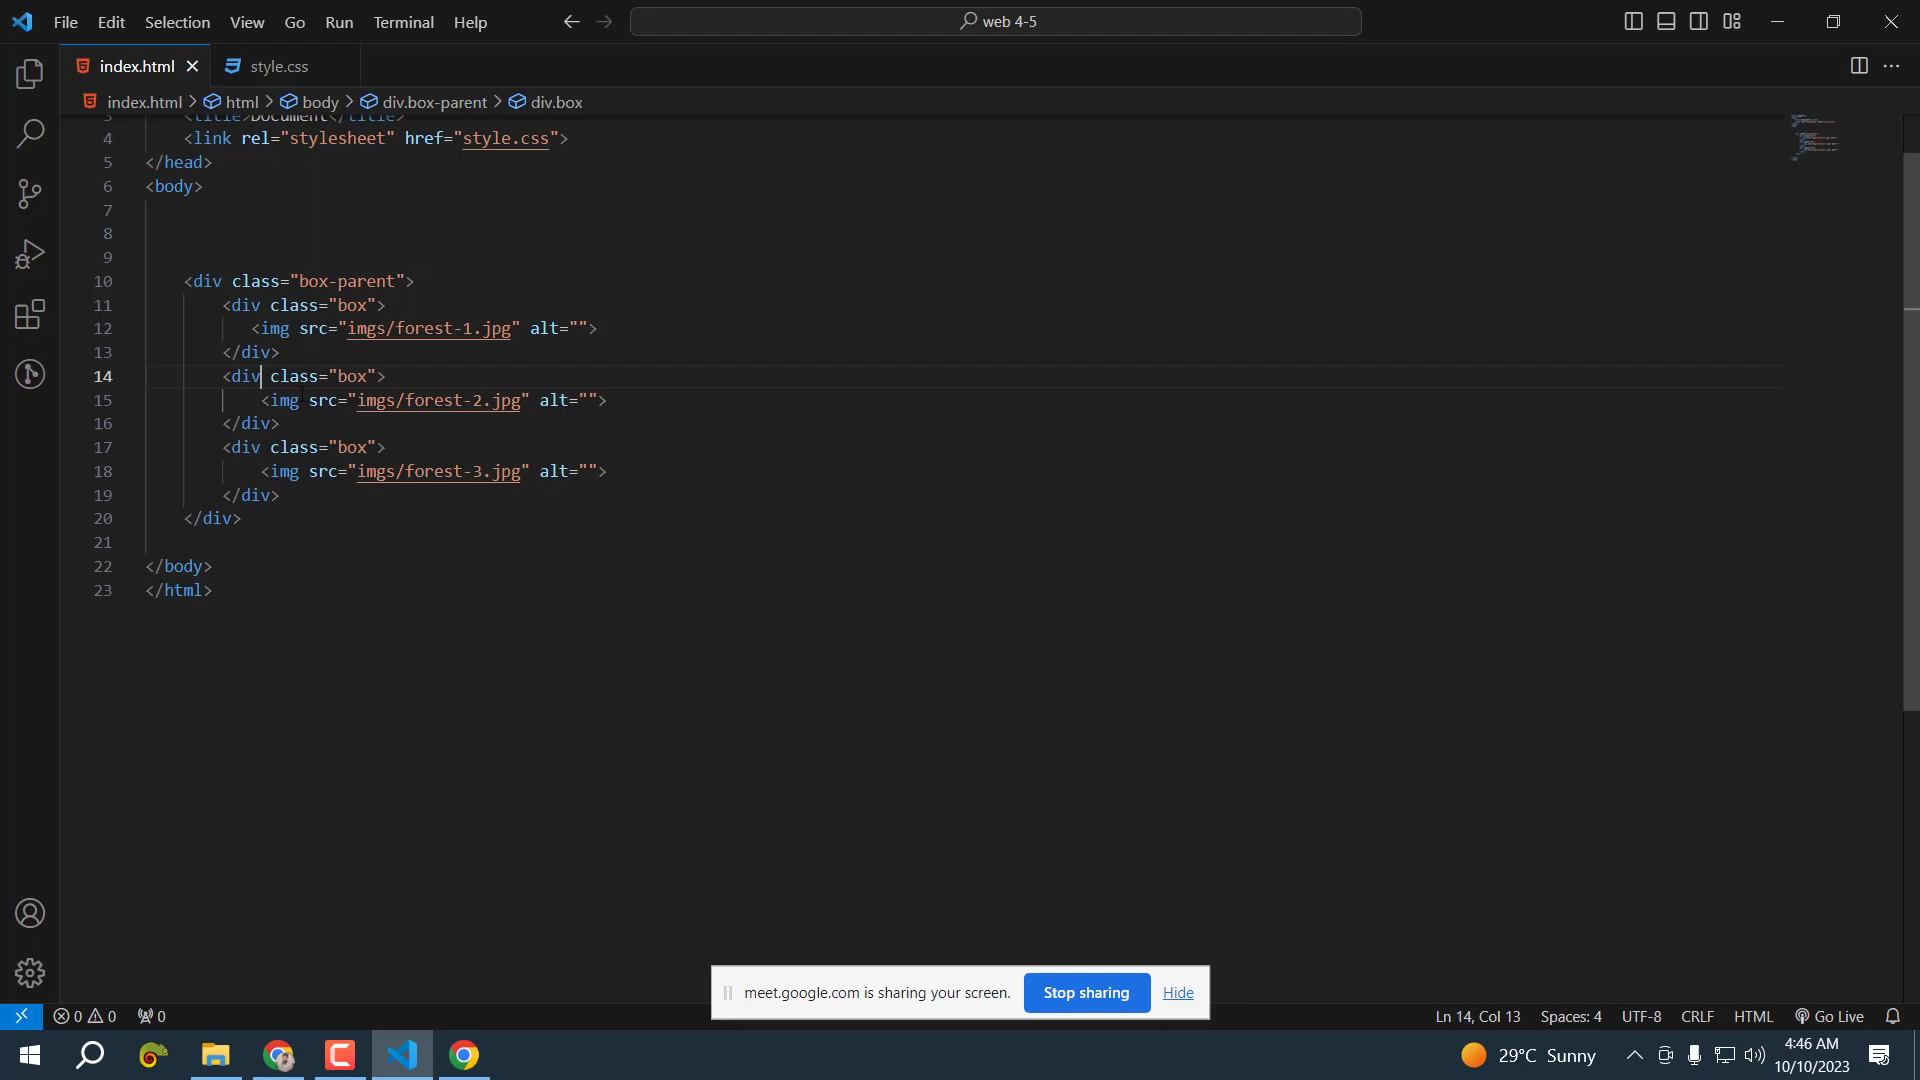 File Edit Selection View Go Run Terminal Help web 4-5
index.html style.css
index.html > html > body > div.box-parent > div.box
3 <title>Document</title>
4 <link rel="stylesheet" href="style.css">
5 </head>
6 <body>
7
8
9
10 <div class="box-parent">
11 <div class="box">
12 <img src="imgs/forest-1.jpg" alt="">
13 </div>
14 <div class="box">
15 <img src="imgs/forest-2.jpg" alt="">
16 </div>
17 <div class="box">
18 <img src="imgs/forest-3.jpg" alt="">
19 </div>
20 </div>
21
22 </body>
23 </html>
meet.google.com is sharing your screen. Stop sharing Hide
0 0 0 Ln 14, Col 13 Spaces: 4 UTF-8 CRLF HTML Go Live
29°C Sunny 4:46 AM
10/10/2023